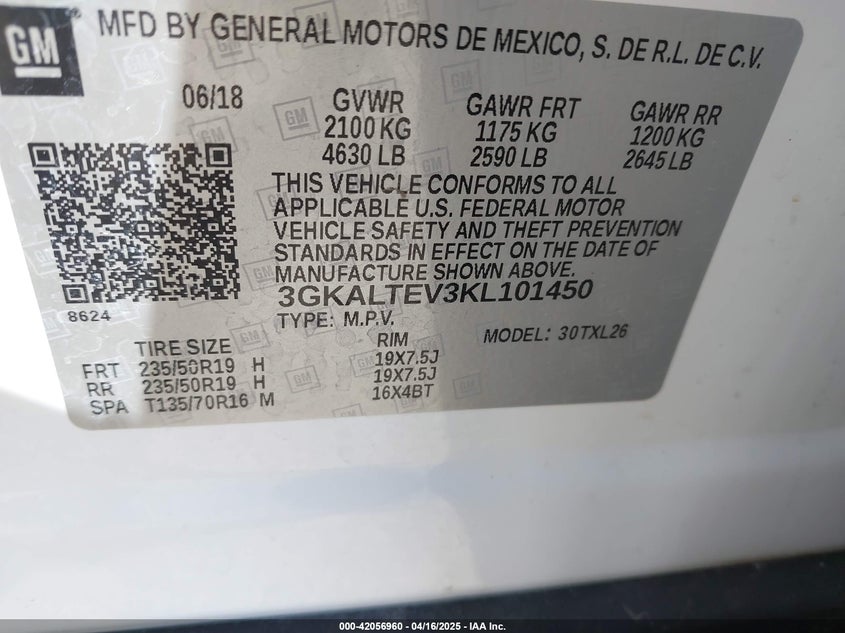 GM MFD BY GENERAL MOTORS DE MEXICO, S. DE R.L. DE C.V.
06/18 GVWR GAWR FRT GAWR RR
2100 KG 1175 KG 1200 KG
4630 LB 2590 LB 2645 LB
THIS VEHICLE CONFORMS TO ALL
APPLICABLE U.S. FEDERAL MOTOR
VEHICLE SAFETY AND THEFT PREVENTION
STANDARDS IN EFFECT ON THE DATE OF
MANUFACTURE SHOWN ABOVE.
3GKALTEV3KL101450
8624 TYPE: M.P.V. MODEL: 30TXL26
TIRE SIZE RIM
FRT 235/50R19 H 19X7.5J
RR 235/50R19 H 19X7.5J
SPA T135/70R16 M 16X4BT
000-42056960 - 04/16/2025 - IAA Inc.